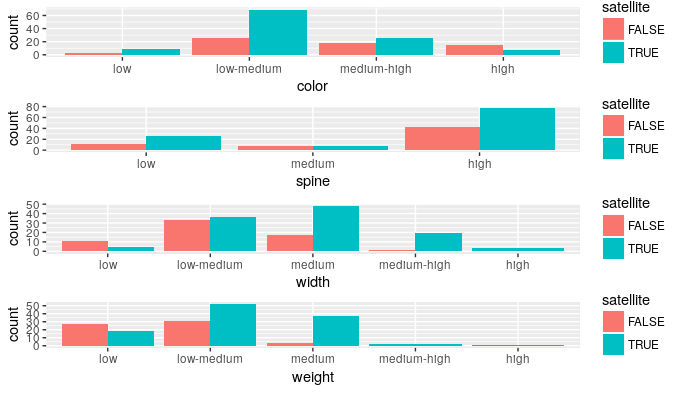 satellite
FALSE
TRUE
count
60
40
20
0
low
low-medium
medium-high
high
color
satellite
FALSE
TRUE
count
80
60
40
20
0
low
medium
high
spine
satellite
FALSE
TRUE
count
50
40
30
20
10
0
low
low-medium
medium
medium-high
high
width
satellite
FALSE
TRUE
count
50
40
30
20
10
0
low
low-medium
medium
medium-high
high
weight